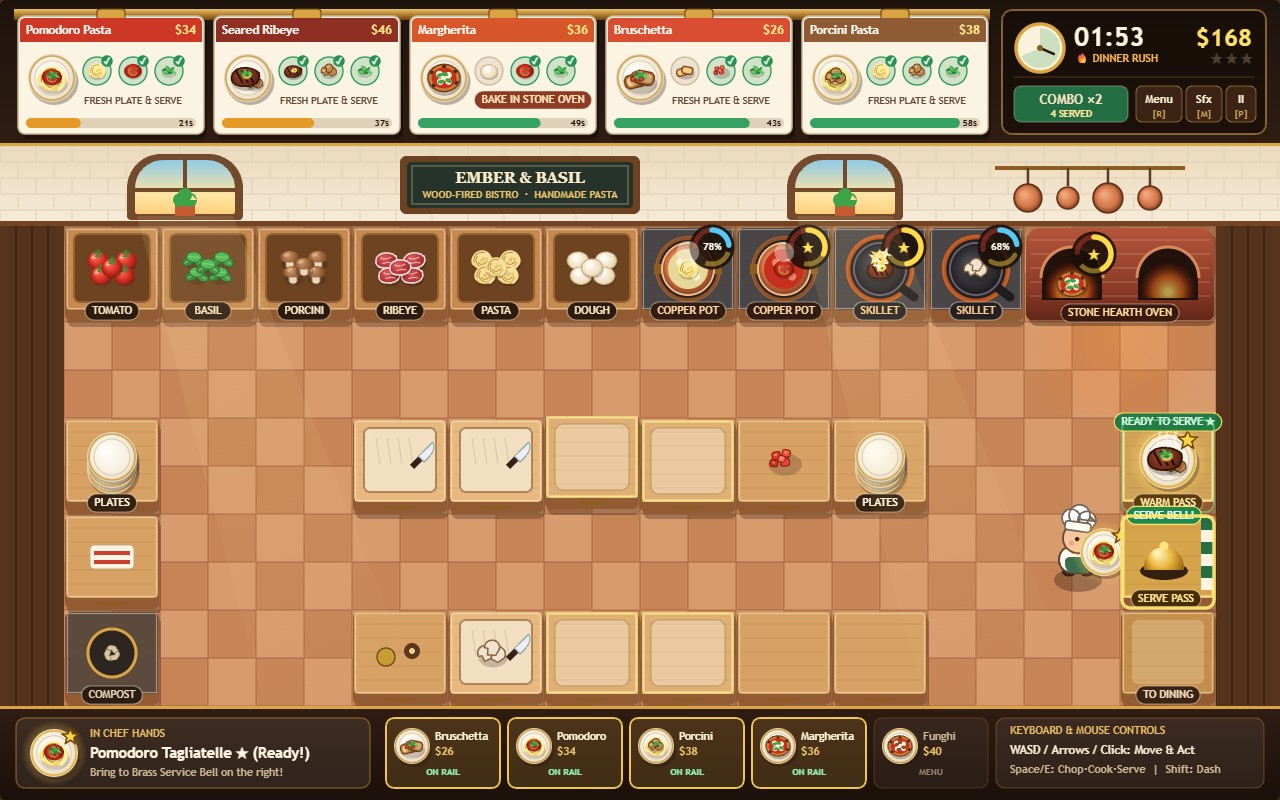 Pomodoro Pasta $34
FRESH PLATE & SERVE
21s
Seared Ribeye $46
FRESH PLATE & SERVE
37s
Margherita $36
BAKE IN STONE OVEN
49s
Bruschetta $26
FRESH PLATE & SERVE
43s
Porcini Pasta $38
FRESH PLATE & SERVE
58s
01:53
DINNER RUSH
$168
★★★
COMBO ×2
4 SERVED
Menu
[R]
Sfx
[M]
II
[P]
EMBER & BASIL
WOOD-FIRED BISTRO • HANDMADE PASTA
78%
★
★
68%
★
TOMATO
BASIL
PORCINI
RIBEYE
PASTA
DOUGH
COPPER POT
COPPER POT
SKILLET
SKILLET
STONE HEARTH OVEN
READY TO SERVE ★
PLATES
PLATES
WARM PASS
SERVE BELL!
SERVE PASS
COMPOST
TO DINING
IN CHEF HANDS
Pomodoro Tagliatelle ★ (Ready!)
Bring to Brass Service Bell on the right!
Bruschetta
$26
ON RAIL
Pomodoro
$34
ON RAIL
Porcini
$38
ON RAIL
Margherita
$36
ON RAIL
Funghi
$40
MENU
KEYBOARD & MOUSE CONTROLS
WASD / Arrows / Click: Move & Act
Space/E: Chop·Cook·Serve | Shift: Dash